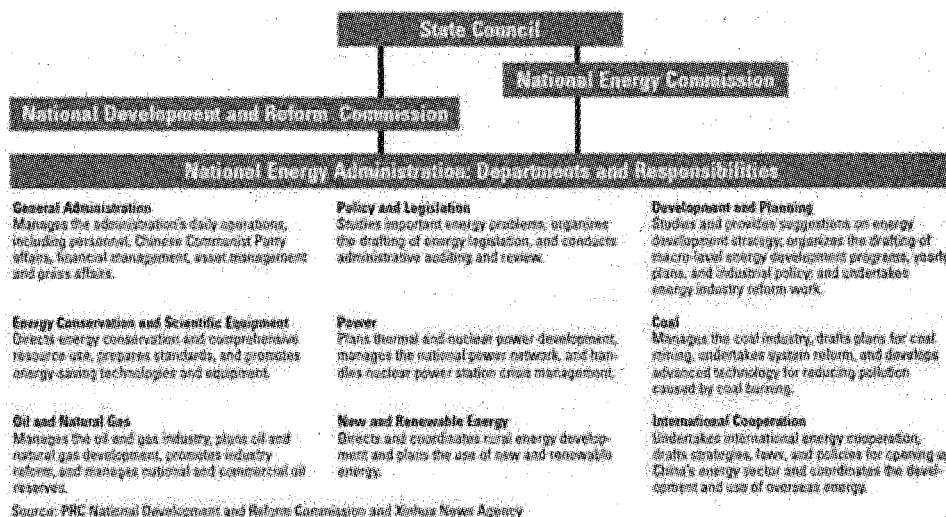 State Council
National Energy Commission
National Development and Reform Commission
National Energy Administration: Departments and Responsibilities
General Administration
Manages the administration's daily operations,
including personnel, Chinese Communist Party
affairs, financial management, asset management
and press affairs.
Policy and Legislation
Studies important energy problems, organizes
the drafting of energy legislation, and conducts
administrative auditing and review.
Development and Planning
Studies and provides suggestions on energy
development strategy; organizes the drafting of
macro-level energy development programs, yearly
plans, and industrial policy; and undertakes
energy industry reform work.
Energy Conservation and Scientific Equipment
Directs energy conservation and comprehensive
resource use, prepares standards, and promotes
energy-saving technologies and equipment.
Power
Plans thermal and nuclear power development,
manages the national power network, and han-
dles nuclear power station crisis management.
Coal
Manages the coal industry, drafts plans for coal
mining, undertakes system reform, and develops
advanced technology for reducing pollution
caused by coal burning.
Oil and Natural Gas
Manages the oil and gas industry, plans oil and
natural gas development, promotes industry
reform, and manages national and commercial oil
reserves.
New and Renewable Energy
Directs and coordinates rural energy develop-
ment and plans the use of new and renewable
energy.
International Cooperation
Undertakes international energy cooperation,
drafts strategies, laws, and policies for opening
China's energy sector and coordinates the devel-
opment and use of overseas energy.
Source: PRC National Development and Reform Commission and Xinhua News Agency